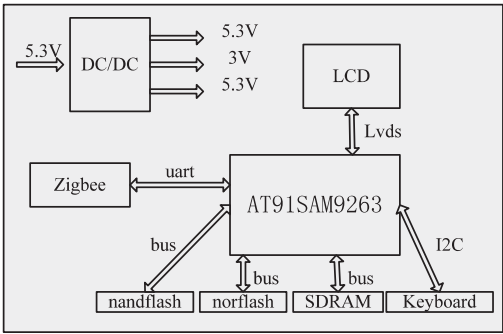 5.3V
5.3V
DC/DC
3V
5.3V
LCD
Lvds
Zigbee
uart
AT91SAM9263
bus
I2C
bus
bus
nandflash
norflash
SDRAM
Keyboard